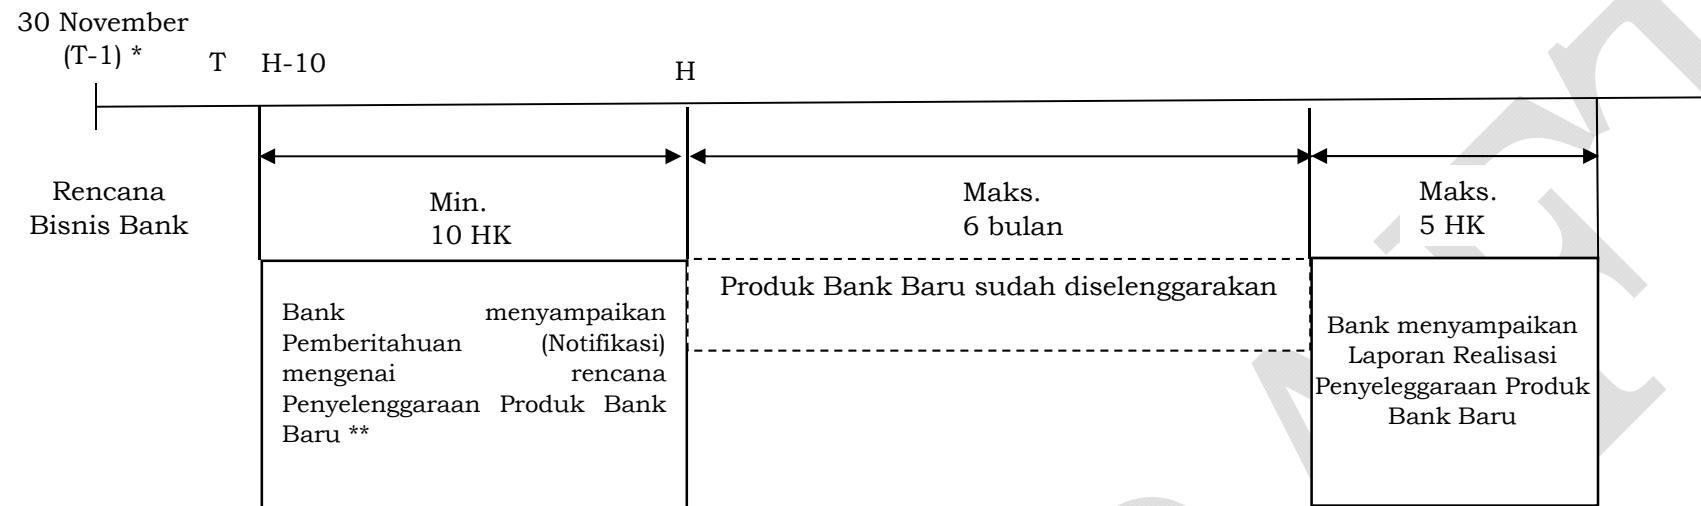 30 November
(T-1) *
T
H-10
H
Rencana
Bisnis Bank
Min.
10 HK
Maks.
6 bulan
Maks.
5 HK
Bank menyampaikan
Pemberitahuan (Notifikasi)
mengenai rencana
Penyelenggaraan Produk Bank
Baru **
Produk Bank Baru sudah diselenggarakan
Bank menyampaikan
Laporan Realisasi
Penyeleggaraan Produk
Bank Baru